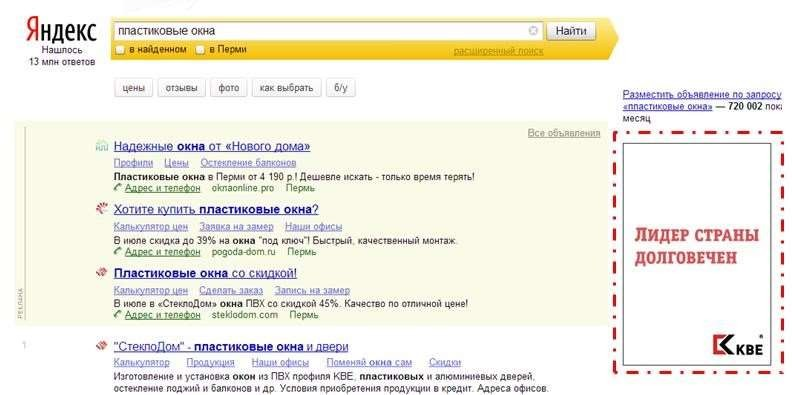 Яндекс
Нашлось
13 млн ответов
пластиковые окна
Найти
в найденном
в Перми
расширенный поиск
цены
отзывы
фото
как выбрать
б/у
Все объявления
Надежные окна от «Нового дома»
Профили Цены Остекление балконов
Пластиковые окна в Перми от 4 190 р.! Дешевле искать - только время терять!
Адрес и телефон oknaonline.pro Пермь
Хотите купить пластиковые окна?
Калькулятор цен Заявка на замер Наши офисы
В июле скидка до 39% на окна "под ключ"! Быстрый, качественный монтаж.
Адрес и телефон pogoda-dom.ru Пермь
Пластиковые окна со скидкой!
Калькулятор цен Сделать заказ Запись на замер
В июле в «СтеклоДом» окна ПВХ со скидкой 45%. Качество по отличной цене!
Адрес и телефон steklodom.com Пермь
РЕКЛАМА
1
"СтеклоДом" - пластиковые окна и двери
Калькулятор Продукция Наши офисы Поменяй окна сам Скидки
Изготовление и установка окон из ПВХ профиля KBE, пластиковых и алюминиевых дверей,
остекление лоджий и балконов и др. Условия приобретения продукции в кредит. Адреса офисов.
Разместить объявление по запросу
«пластиковые окна» — 720 002 пока
месяц
ЛИДЕР СТРАНЫ
ДОЛГОВЕЧЕН
KBE